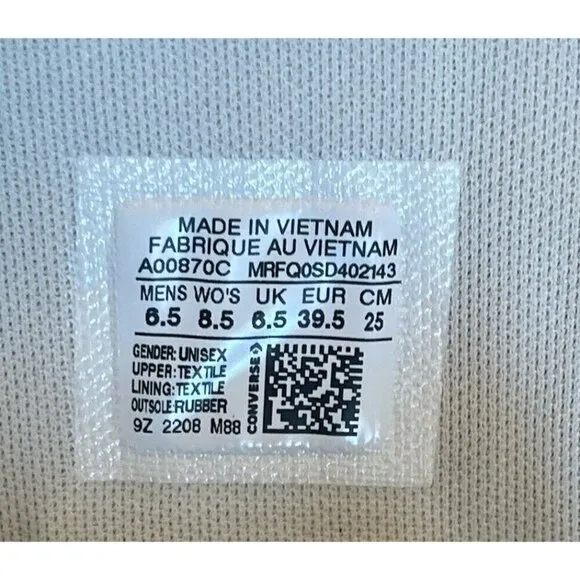 MADE IN VIETNAM
FABRIQUE AU VIETNAM
A00870C MRFQ0SD402143
MENS WO'S UK EUR CM
6.5 8.5 6.5 39.5 25
GENDER: UNISEX
UPPER: TEXTILE
LINING: TEXTILE
OUTSOLE: RUBBER
9Z 2208 M88
CONVERSE